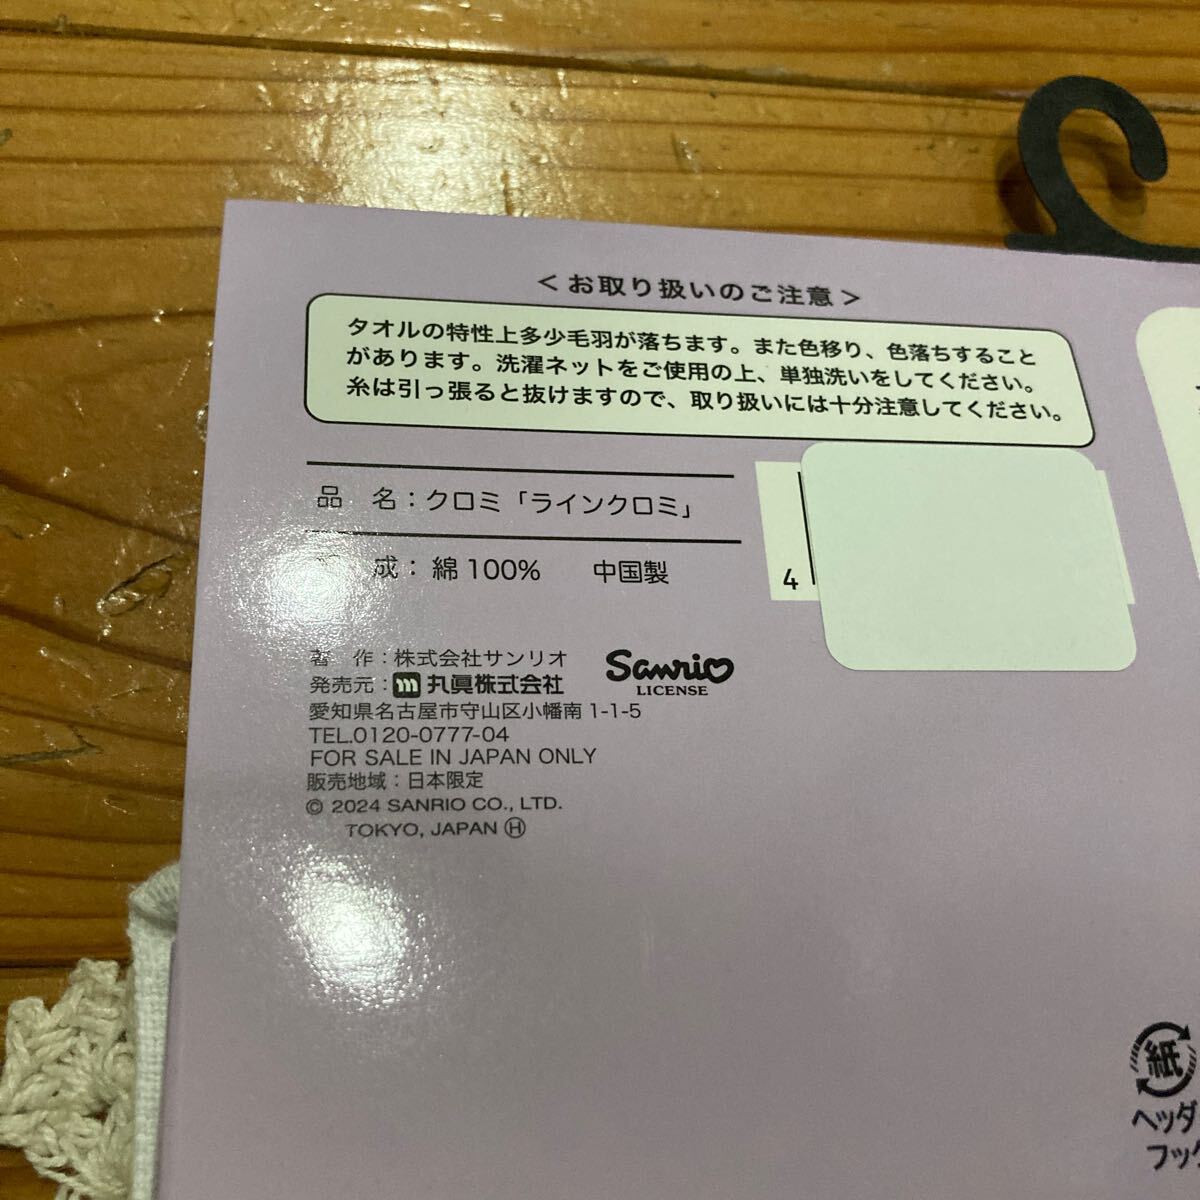 ＜お取り扱いのご注意＞
タオルの特性上多少毛羽が落ちます。また色移り、色落ちすること
があります。洗濯ネットをご使用の上、単独洗いをしてください。
糸は引っ張ると抜けますので、取り扱いには十分注意してください。
品　名：クロミ「ラインクロミ」
成：綿100%　中国製
4
著　作：株式会社サンリオ
Sanrio
LICENSE
発売元：m 丸眞株式会社
愛知県名古屋市守山区小幡南1-1-5
TEL.0120-0777-04
FOR SALE IN JAPAN ONLY
販売地域：日本限定
© 2024 SANRIO CO., LTD.
TOKYO, JAPAN Ⓗ
紙
ヘッダ
フック